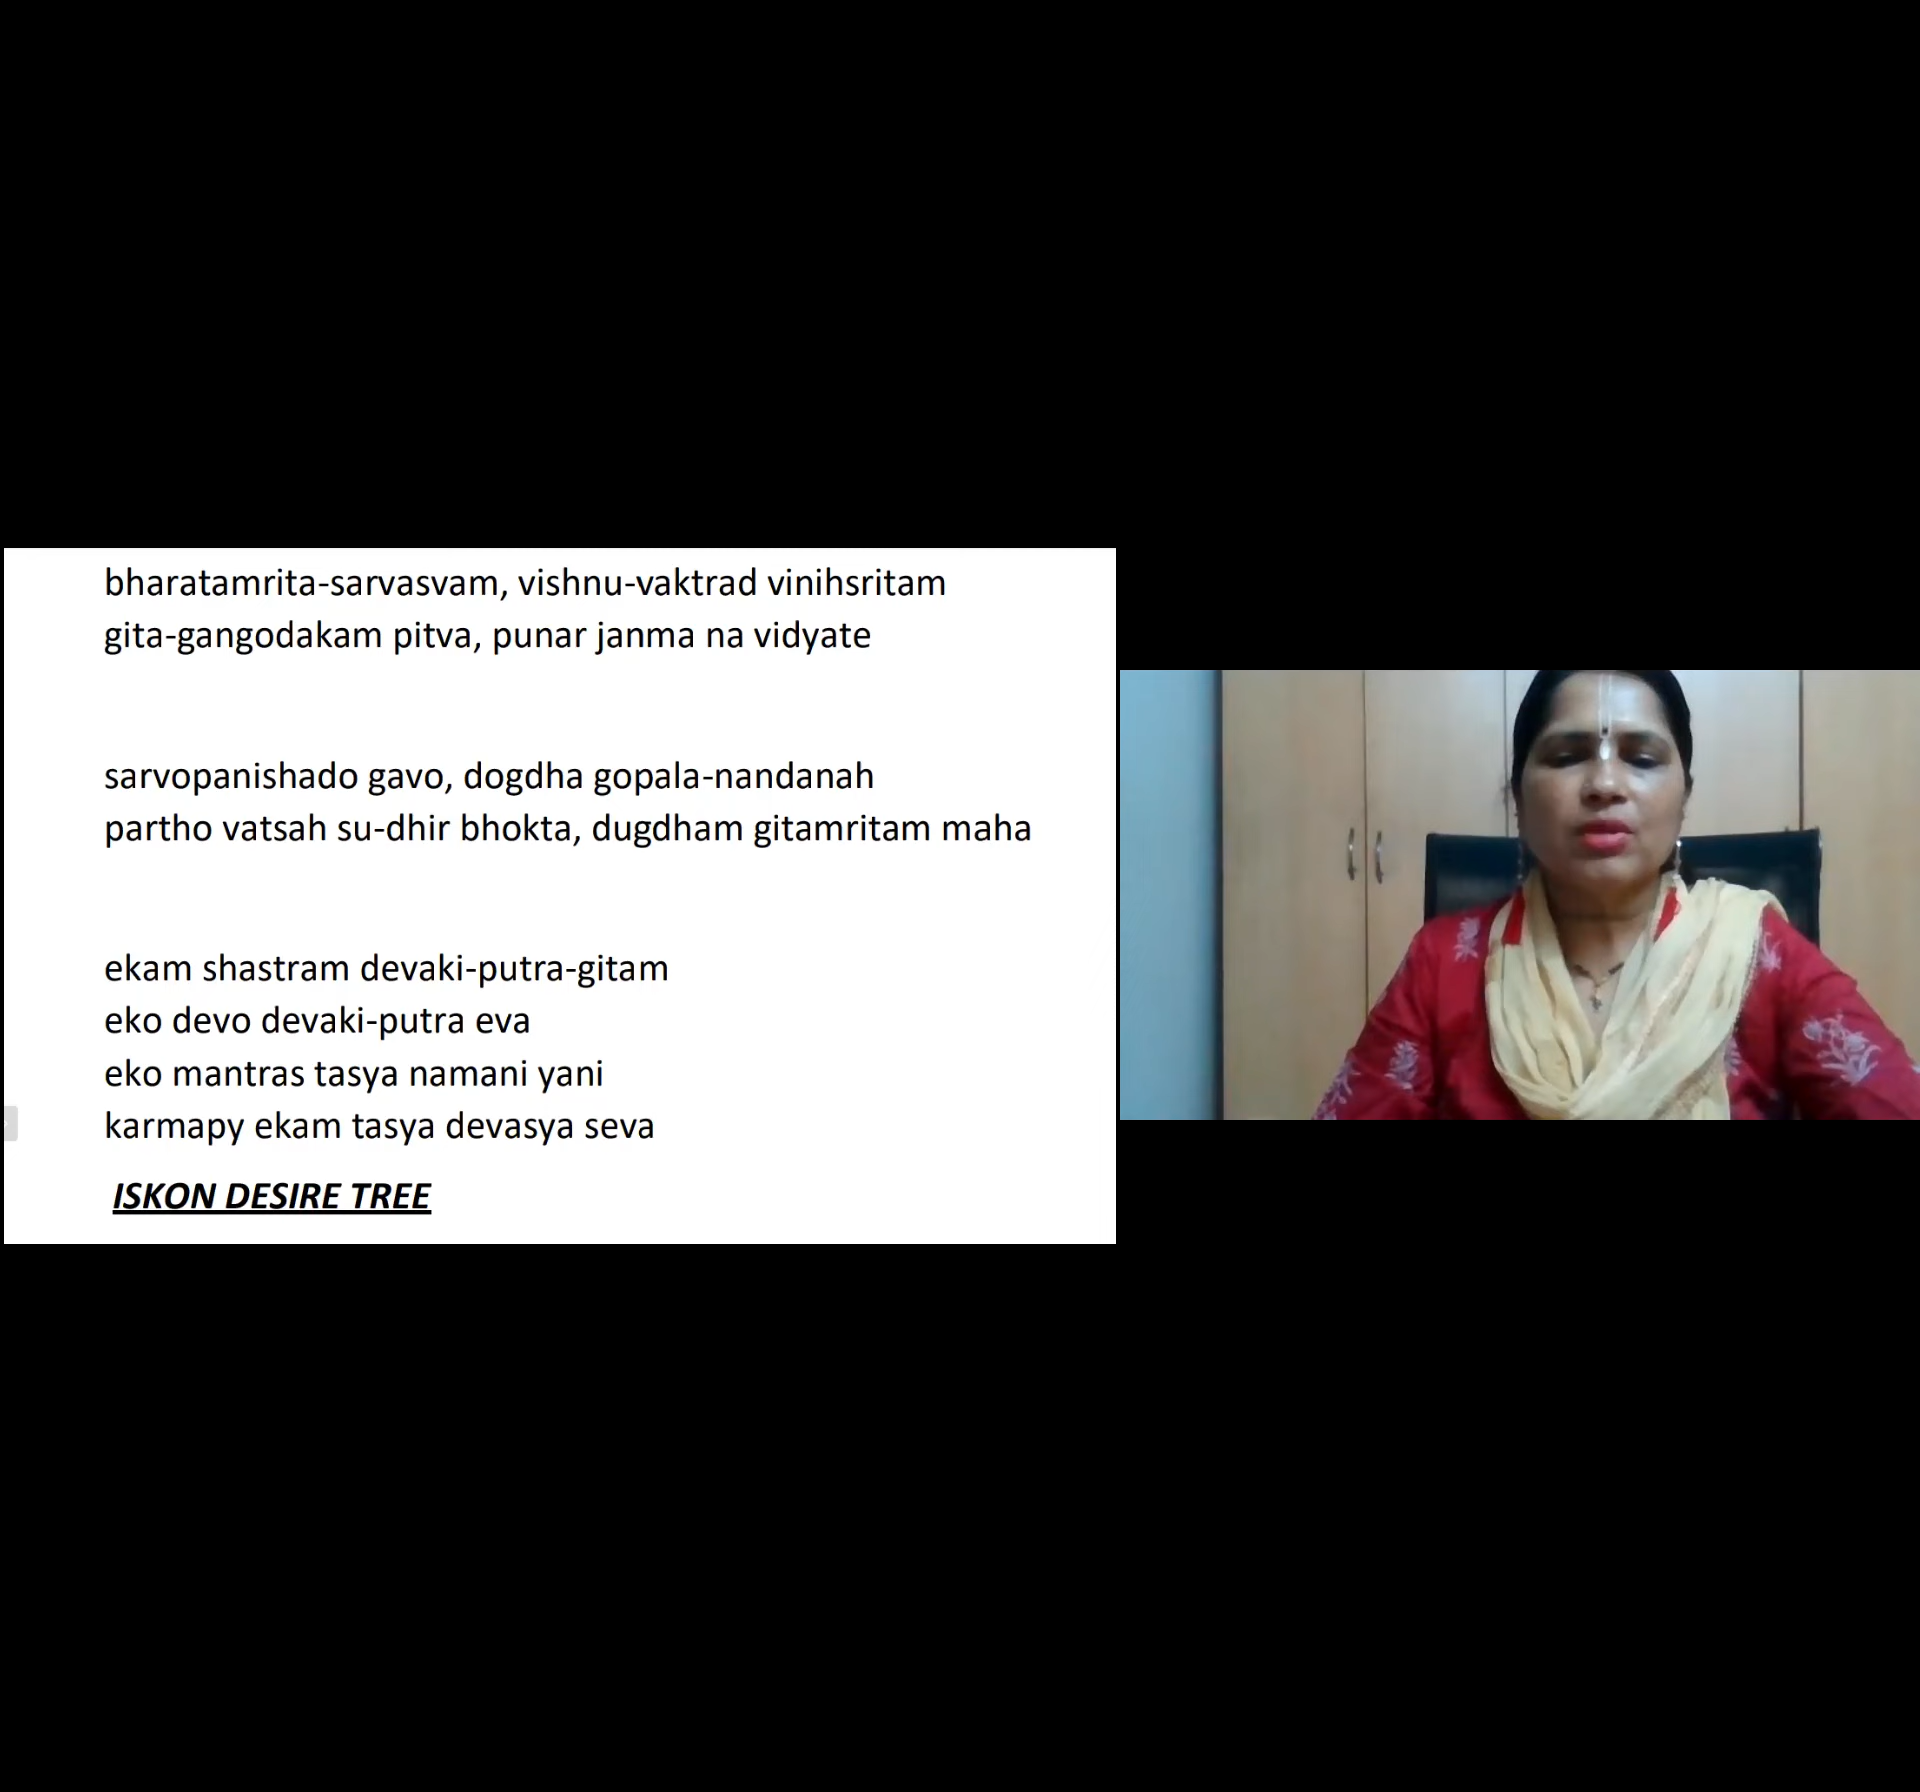 bharatamrita-sarvasvam, vishnu-vaktrad vinihsritam
gita-gangodakam pitva, punar janma na vidyate
sarvopanishado gavo, dogdha gopala-nandanah
partho vatsah su-dhir bhokta, dugdham gitamritam maha
ekam shastram devaki-putra-gitam
eko devo devaki-putra eva
eko mantras tasya namani yani
karmapy ekam tasya devasya seva
ISKON DESIRE TREE